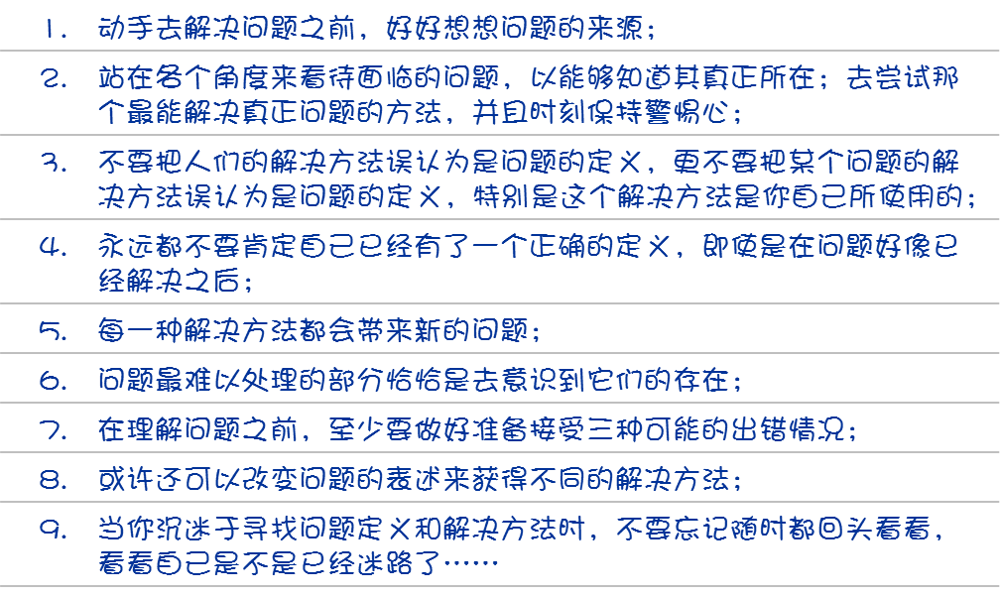 1. 动手去解决问题之前，好好想想问题的来源；
2. 站在各个角度来看待面临的问题，以能够知道其真正所在；去尝试那
个最能解决真正问题的方法，并且时刻保持警惕心；
3. 不要把人们的解决方法误认为是问题的定义，更不要把某个问题的解
决方法误认为是问题的定义，特别是这个解决方法是你自己所使用的；
4. 永远都不要肯定自己已经有了一个正确的定义，即使是在问题好像已
经解决之后；
5. 每一种解决方法都会带来新的问题；
6. 问题最难以处理的部分恰恰是去意识到它们的存在；
7. 在理解问题之前，至少要做好准备接受三种可能的出错情况；
8. 或许还可以改变问题的表述来获得不同的解决方法；
9. 当你沉迷于寻找问题定义和解决方法时，不要忘记随时都回头看看，
看看自己是不是已经迷路了……